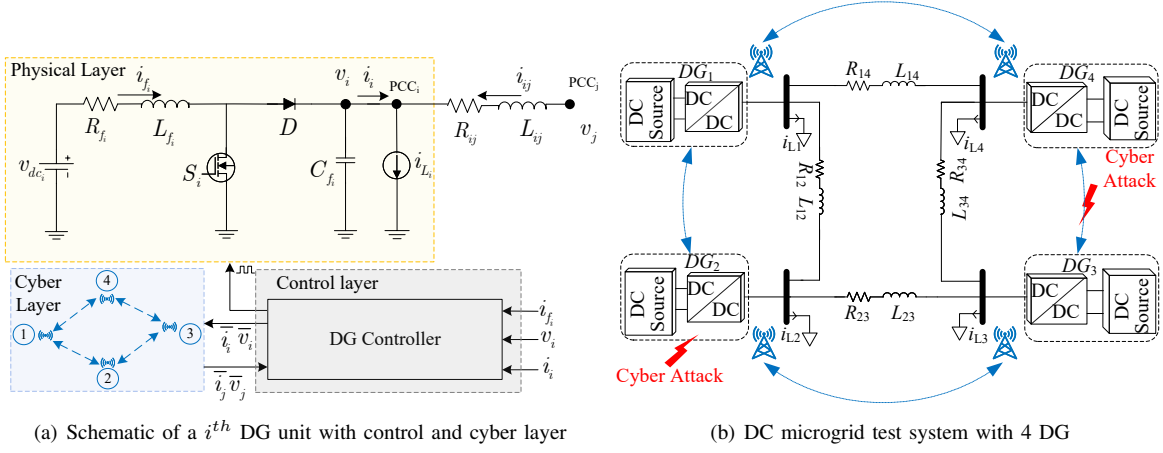 Physical Layer
i_{f_i}
v_i
i_i
PCC_i
i_{ij}
PCC_j
R_{f_i}
L_{f_i}
D
R_{ij}
L_{ij}
v_j
v_{dc_i}
+
S_i
C_{f_i}
i_{L_i}
Cyber
Layer
4
1
3
2
Control layer
DG Controller
i_{f_i}
v_i
i_i
\overline{i}_i \overline{v}_i
\overline{i}_j \overline{v}_j
(a) Schematic of a i^{th} DG unit with control and cyber layer
DG_1
DC Source
DC
DC
R_{14}
L_{14}
DG_4
DC
DC
DC Source
i_{L1}
i_{L4}
Cyber
Attack
R_{12}
L_{12}
R_{34}
L_{34}
DG_2
DC Source
DC
DC
DG_3
DC
DC
DC Source
R_{23}
L_{23}
i_{L2}
i_{L3}
Cyber Attack
(b) DC microgrid test system with 4 DG